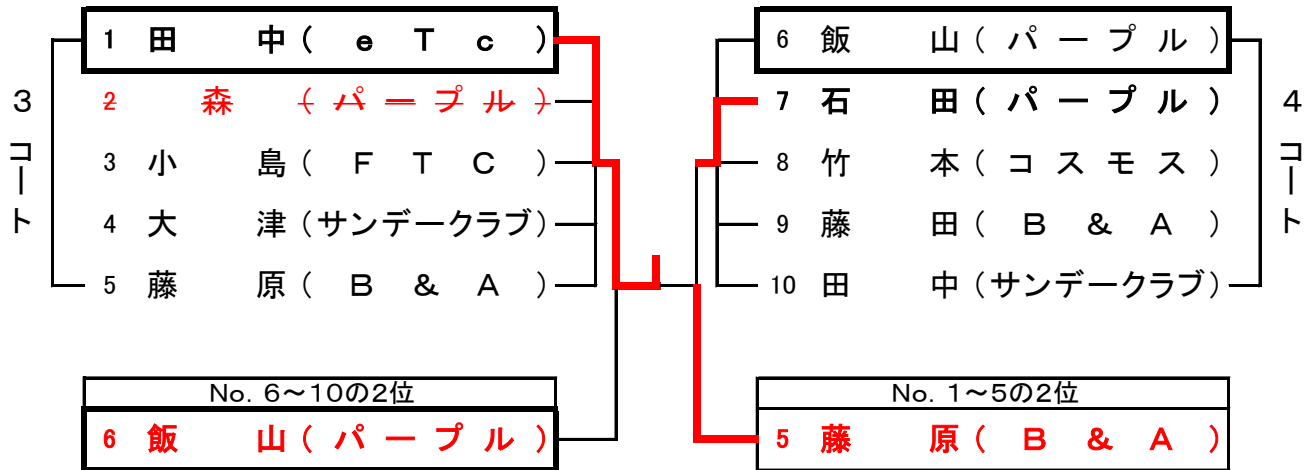 3コート
1 田 中 ( e T c )
2 森 ( パープル )
3 小 島 ( F T C )
4 大 津 (サンデークラブ)
5 藤 原 ( B & A )
No. 6～10の2位
6 飯 山 ( パープル )
6 飯 山 ( パープル )
7 石 田 ( パープル )
8 竹 本 ( コスモス )
9 藤 田 ( B & A )
10 田 中 (サンデークラブ)
4コート
No. 1～5の2位
5 藤 原 ( B & A )